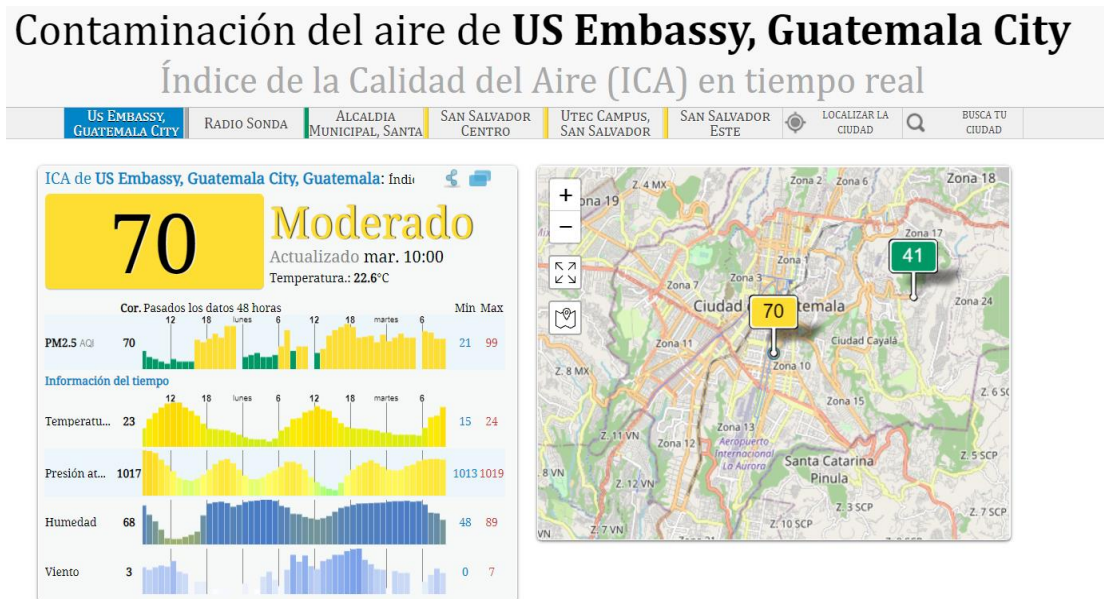 Contaminación del aire de US Embassy, Guatemala City
Índice de la Calidad del Aire (ICA) en tiempo real
US EMBASSY, GUATEMALA CITY
RADIO SONDA
ALCALDIA MUNICIPAL, SANTA
SAN SALVADOR CENTRO
UTEC CAMPUS, SAN SALVADOR
SAN SALVADOR ESTE
LOCALIZAR LA CIUDAD
BUSCA TU CIUDAD
ICA de US Embassy, Guatemala City, Guatemala: Índi
70
Moderado
Actualizado mar. 10:00
Temperatura.: 22.6°C
Cor. Pasados los datos 48 horas Min Max
12 18 lunes 6 12 18 martes 6
PM2.5 AQI 70 21 99
Información del tiempo
12 18 lunes 6 12 18 martes 6
Temperatu... 23 15 24
Presión at... 1017 1013 1019
Humedad 68 48 89
Viento 3 0 7
+
−
Z. 4 MX
Zona 2
Zona 6
Zona 18
ona 19
Zona 17
41
Zona 1
Zona 3
Zona 7
Zona 24
Ciudad temala
70
Zona 11
Ciudad Cayalá
Z. 8 MX
Zona 10
Z. 6 SC
Zona 15
Zona 13
Z. 11 VN
Zona 12
Aeropuerto Internacional La Aurora
Z. 5 SCP
Santa Catarina Pinula
8 VN
Z. 12 VN
Z. 3 SCP
Z. 7 SCP
Z. 10 SCP
VN
Z. 7 VN